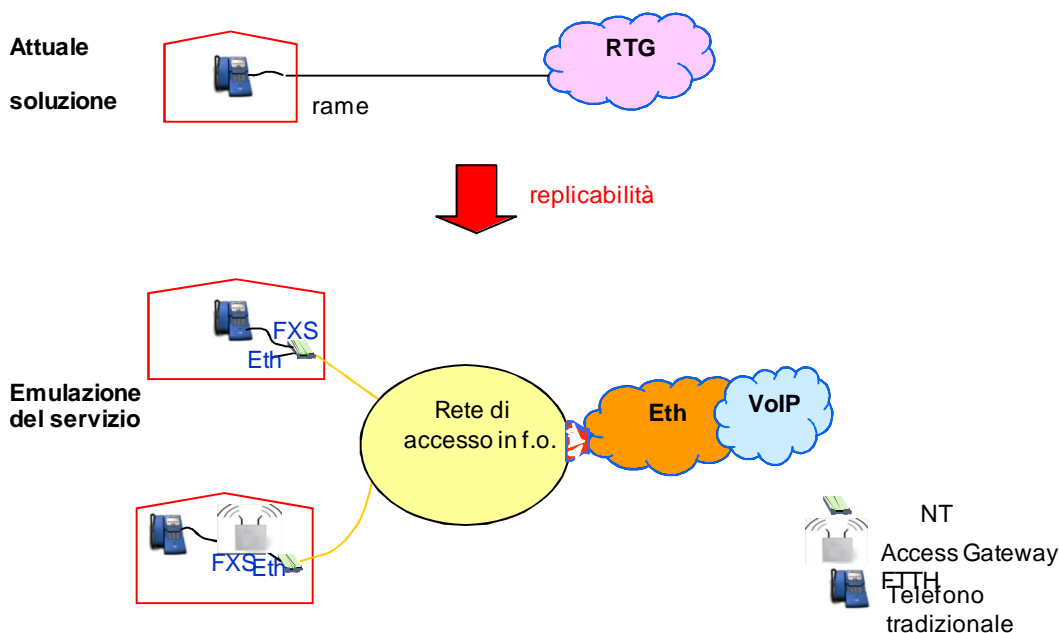 Attuale
soluzione
RTG
rame
replicabilità
FXS
Eth
Emulazione
del servizio
Rete di
accesso in f.o.
Eth
VoIP
FXS
Eth
NT
Access Gateway
FTTH
Telefono
tradizionale